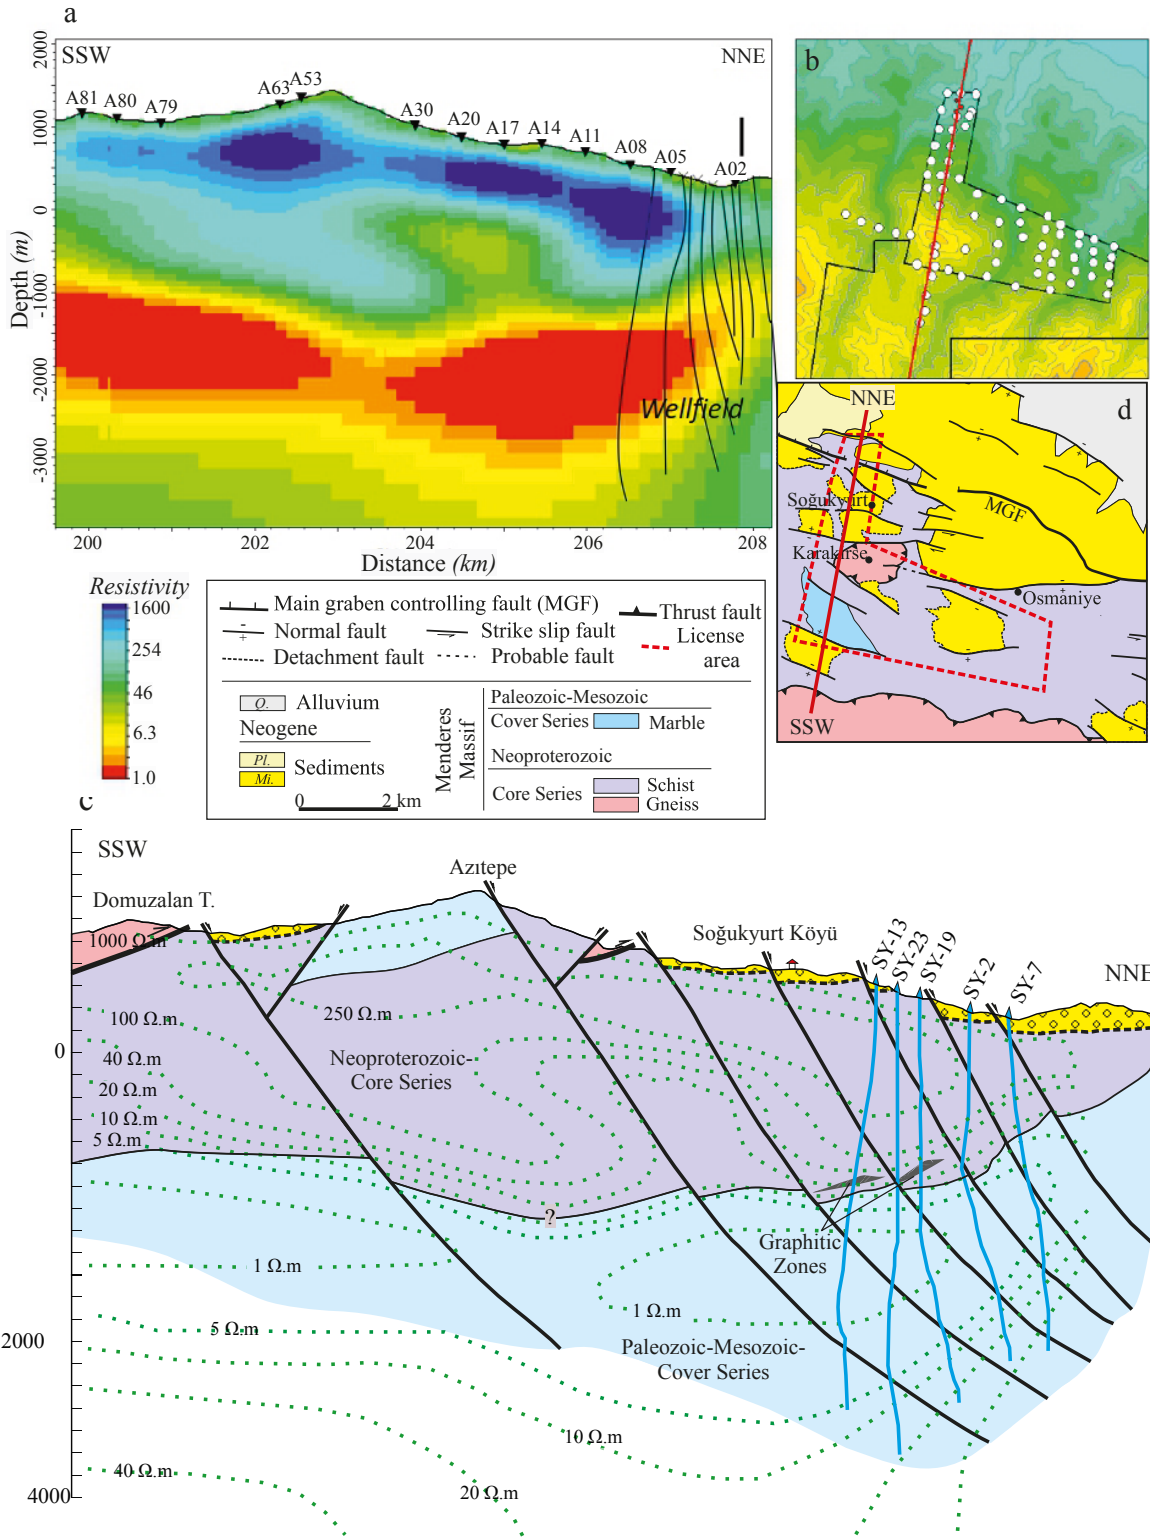 a
SSW
NNE
A81
A80
A79
A63
A53
A30
A20
A17
A14
A11
A08
A05
A02
2000
1000
0
-1000
-2000
-3000
Depth (m)
Wellfield
200
202
204
206
208
Distance (km)
b
d
NNE
Soğukyurt
Karakirse
MGF
Osmaniye
SSW
Resistivity
1600
254
46
6.3
1.0
Main graben controlling fault (MGF)
Thrust fault
Normal fault
Strike slip fault
License
area
Detachment fault
Probable fault
Q. Alluvium
Neogene
Pl.
Mi.
Sediments
0 2 km
Menderes
Massif
Paleozoic-Mesozoic
Cover Series
Marble
Neoproterozoic
Core Series
Schist
Gneiss
c
SSW
Domuzalan T.
Azıtepe
Soğukyurt Köyü
SY-13
SY-23
SY-19
SY-2
SY-7
NNE
1000 Ω.m
250 Ω.m
100 Ω.m
40 Ω.m
20 Ω.m
10 Ω.m
5 Ω.m
Neoproterozoic-
Core Series
0
?
Graphitic
Zones
1 Ω.m
1 Ω.m
5 Ω.m
2000
Paleozoic-Mesozoic-
Cover Series
10 Ω.m
40 Ω.m
20 Ω.m
4000